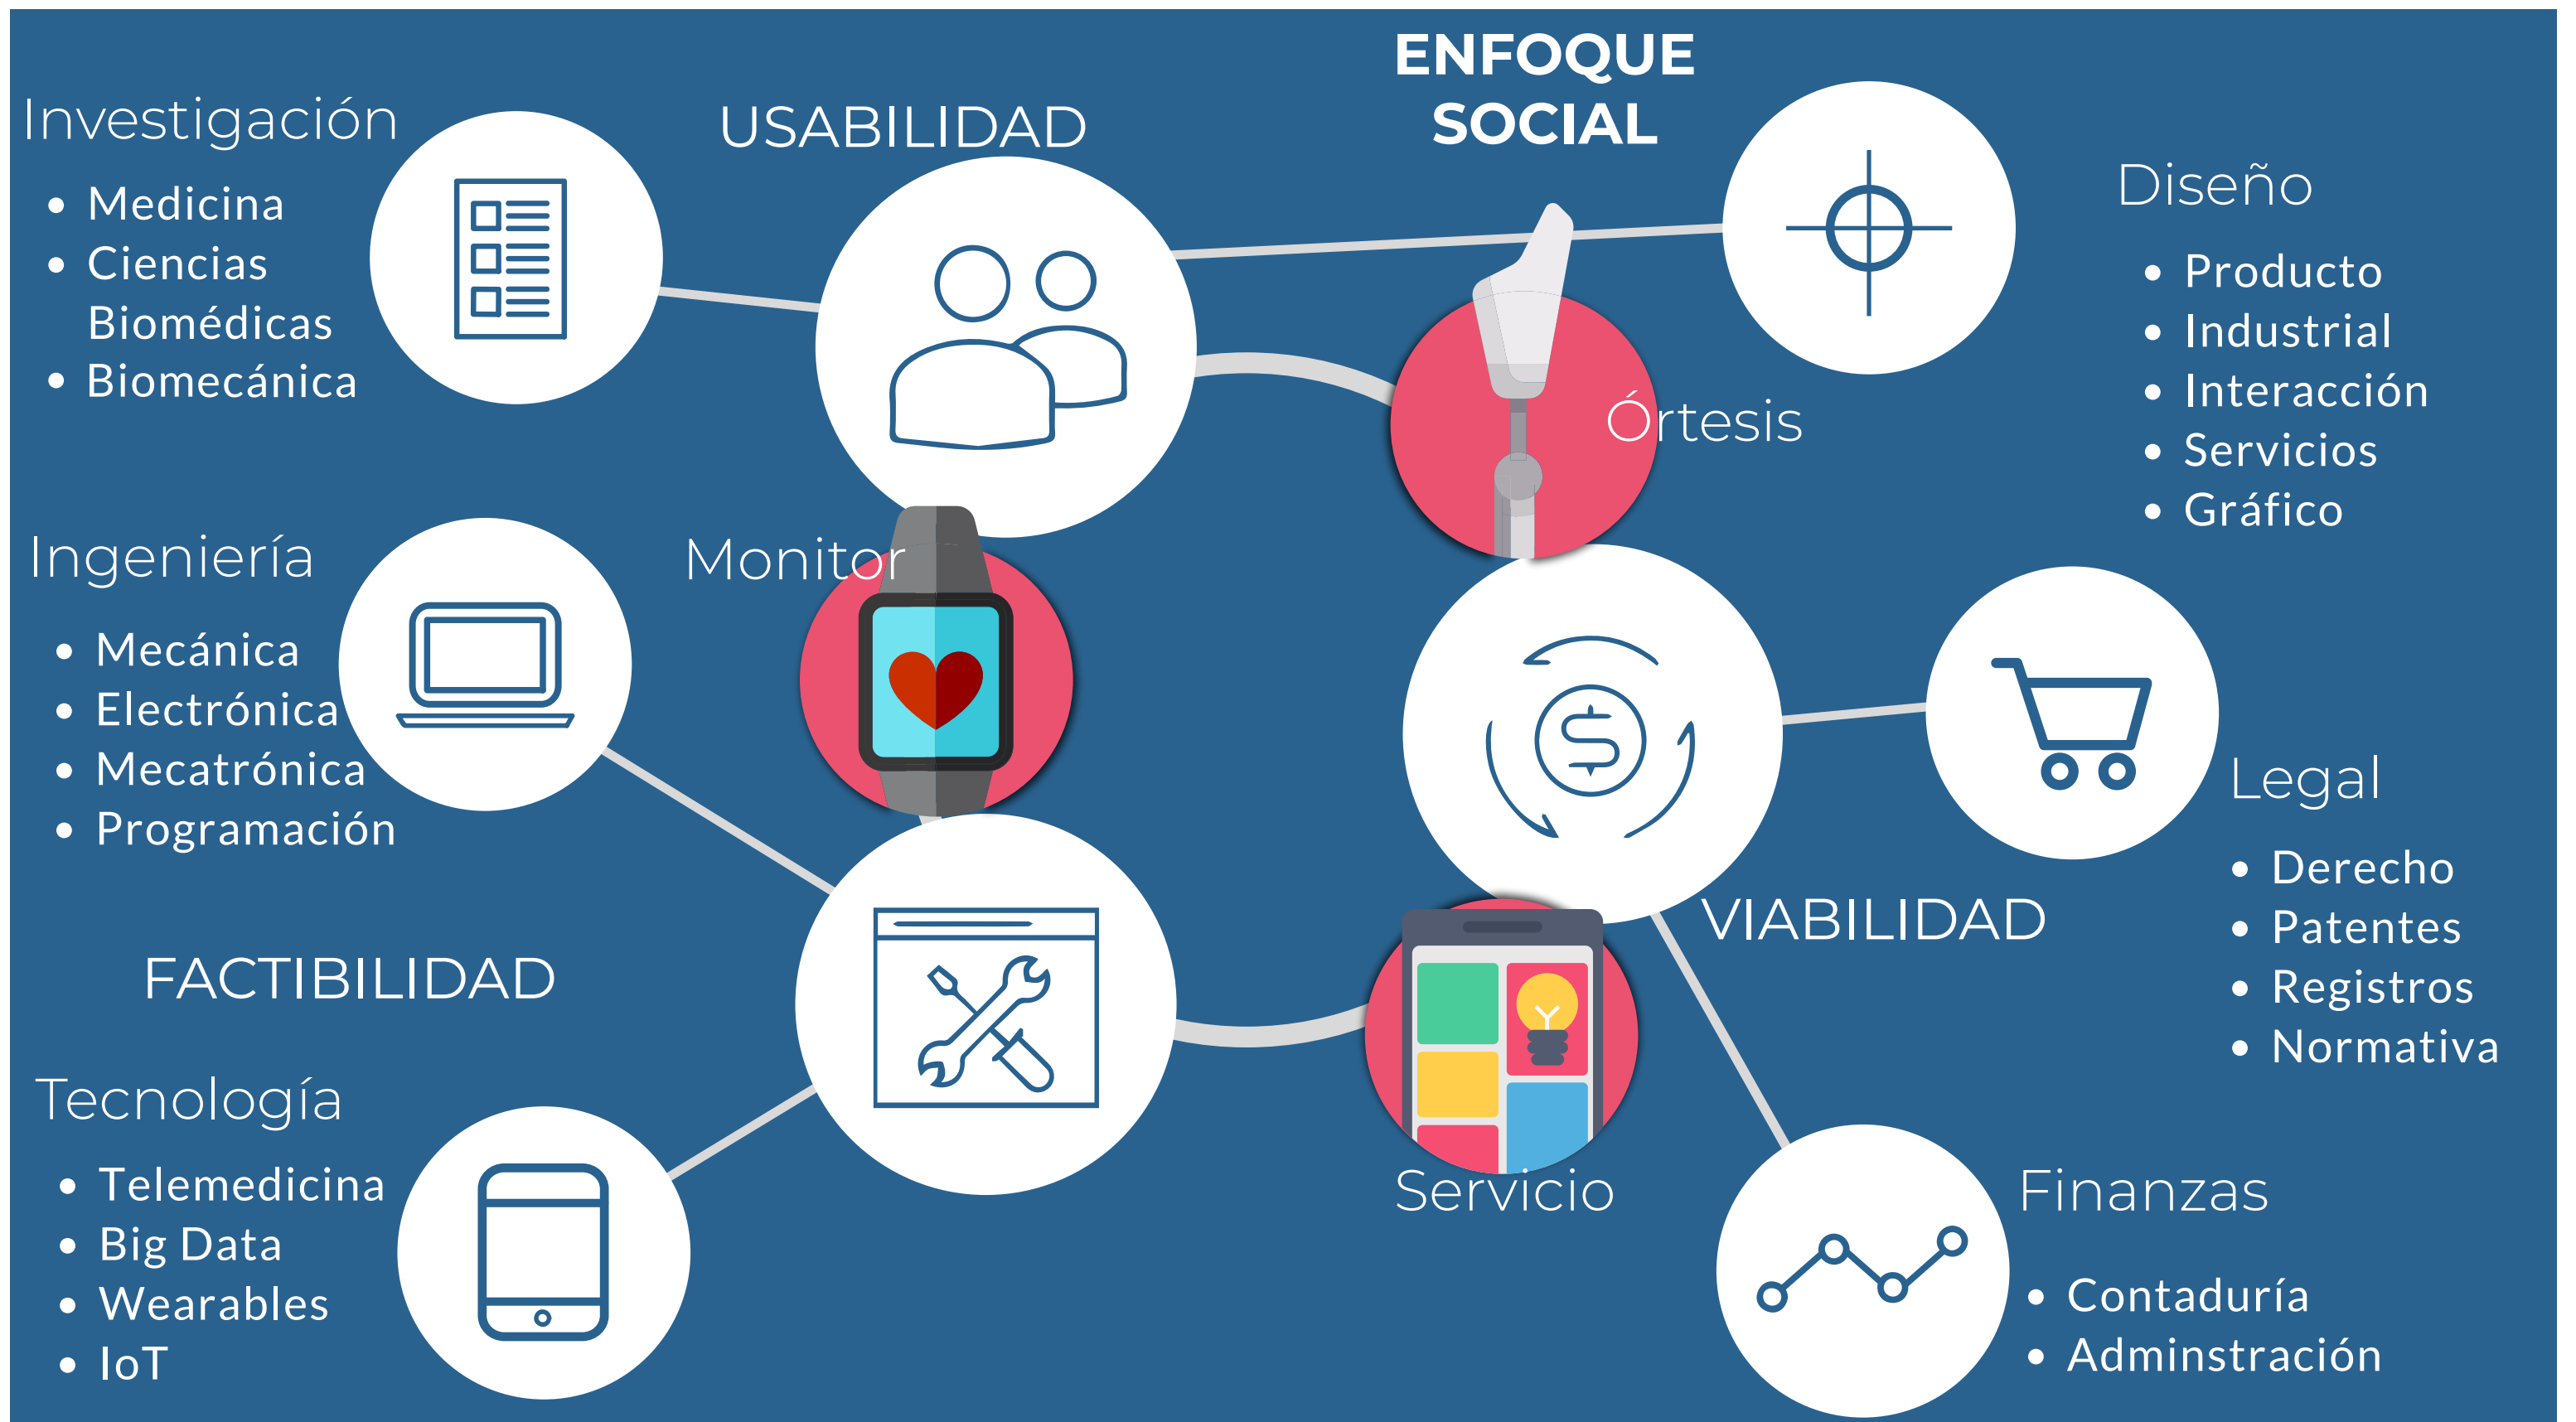 ENFOQUE
SOCIAL
Investigación
Medicina
Ciencias
Biomédicas
Biomecánica
USABILIDAD
Diseño
Producto
Industrial
Interacción
Servicios
Gráfico
Órtesis
Ingeniería
Mecánica
Electrónica
Mecatrónica
Programación
Monitor
Legal
Derecho
Patentes
Registros
Normativa
VIABILIDAD
FACTIBILIDAD
Tecnología
Telemedicina
Big Data
Wearables
IoT
Servicio
Finanzas
Contaduría
Adminstración